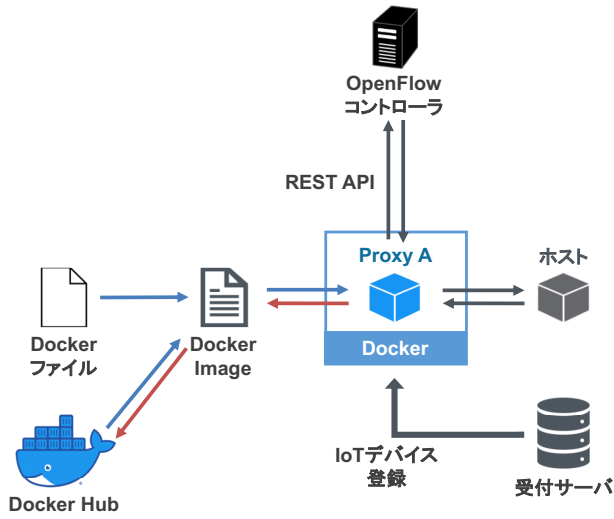 OpenFlow
コントローラ
REST API
Proxy A
ホスト
Docker
ファイル
Docker
Image
Docker
IoTデバイス
登録
受付サーバ
Docker Hub